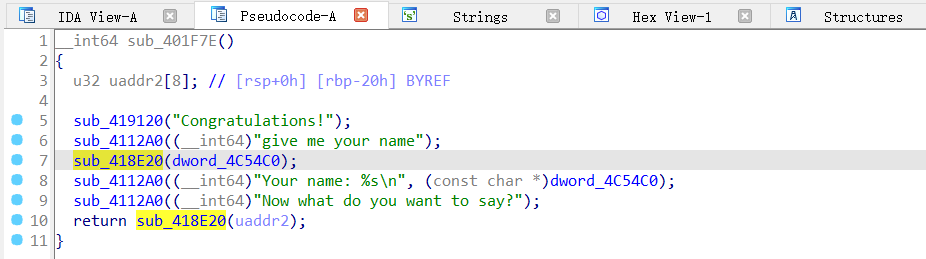 IDA View-A Pseudocode-A Strings Hex View-1 Structures
1 __int64 sub_401F7E()
2 {
3 u32 uaddr2[8]; // [rsp+0h] [rbp-20h] BYREF
4
5 sub_419120("Congratulations!");
6 sub_4112A0((__int64)"give me your name");
7 sub_418E20(dword_4C54C0);
8 sub_4112A0((__int64)"Your name: %s\n", (const char *)dword_4C54C0);
9 sub_4112A0((__int64)"Now what do you want to say?");
10 return sub_418E20(uaddr2);
11 }